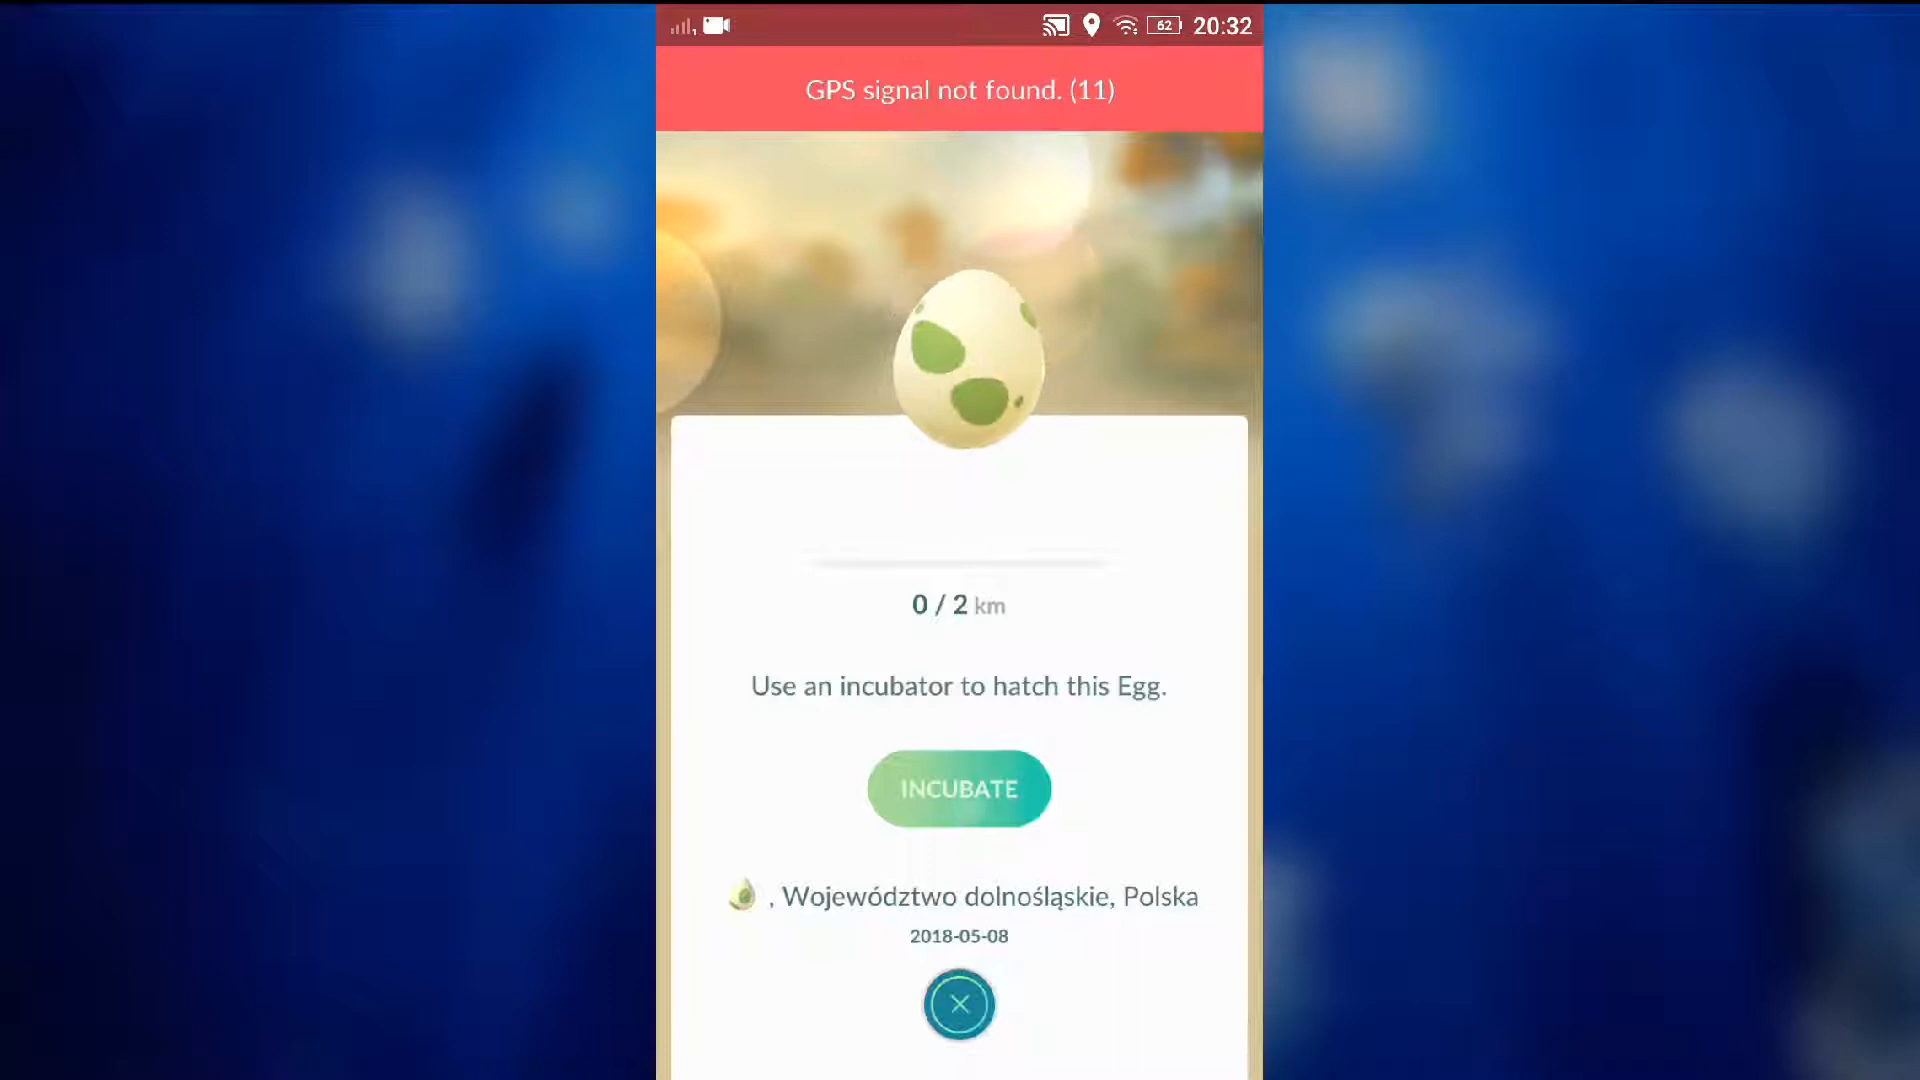 62 20:32
GPS signal not found. (11)
0 / 2 km
Use an incubator to hatch this Egg.
INCUBATE
, Województwo dolnośląskie, Polska
2018-05-08